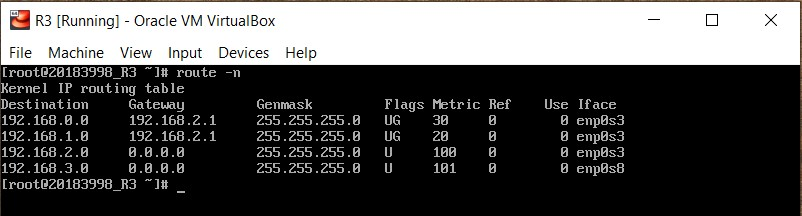 R3 [Running] - Oracle VM VirtualBox
File Machine View Input Devices Help
[root@20183998_R3 ~]# route -n
Kernel IP routing table
Destination Gateway Genmask Flags Metric Ref Use Iface
192.168.0.0 192.168.2.1 255.255.255.0 UG 30 0 0 enp0s3
192.168.1.0 192.168.2.1 255.255.255.0 UG 20 0 0 enp0s3
192.168.2.0 0.0.0.0 255.255.255.0 U 100 0 0 enp0s3
192.168.3.0 0.0.0.0 255.255.255.0 U 101 0 0 enp0s8
[root@20183998_R3 ~]# _